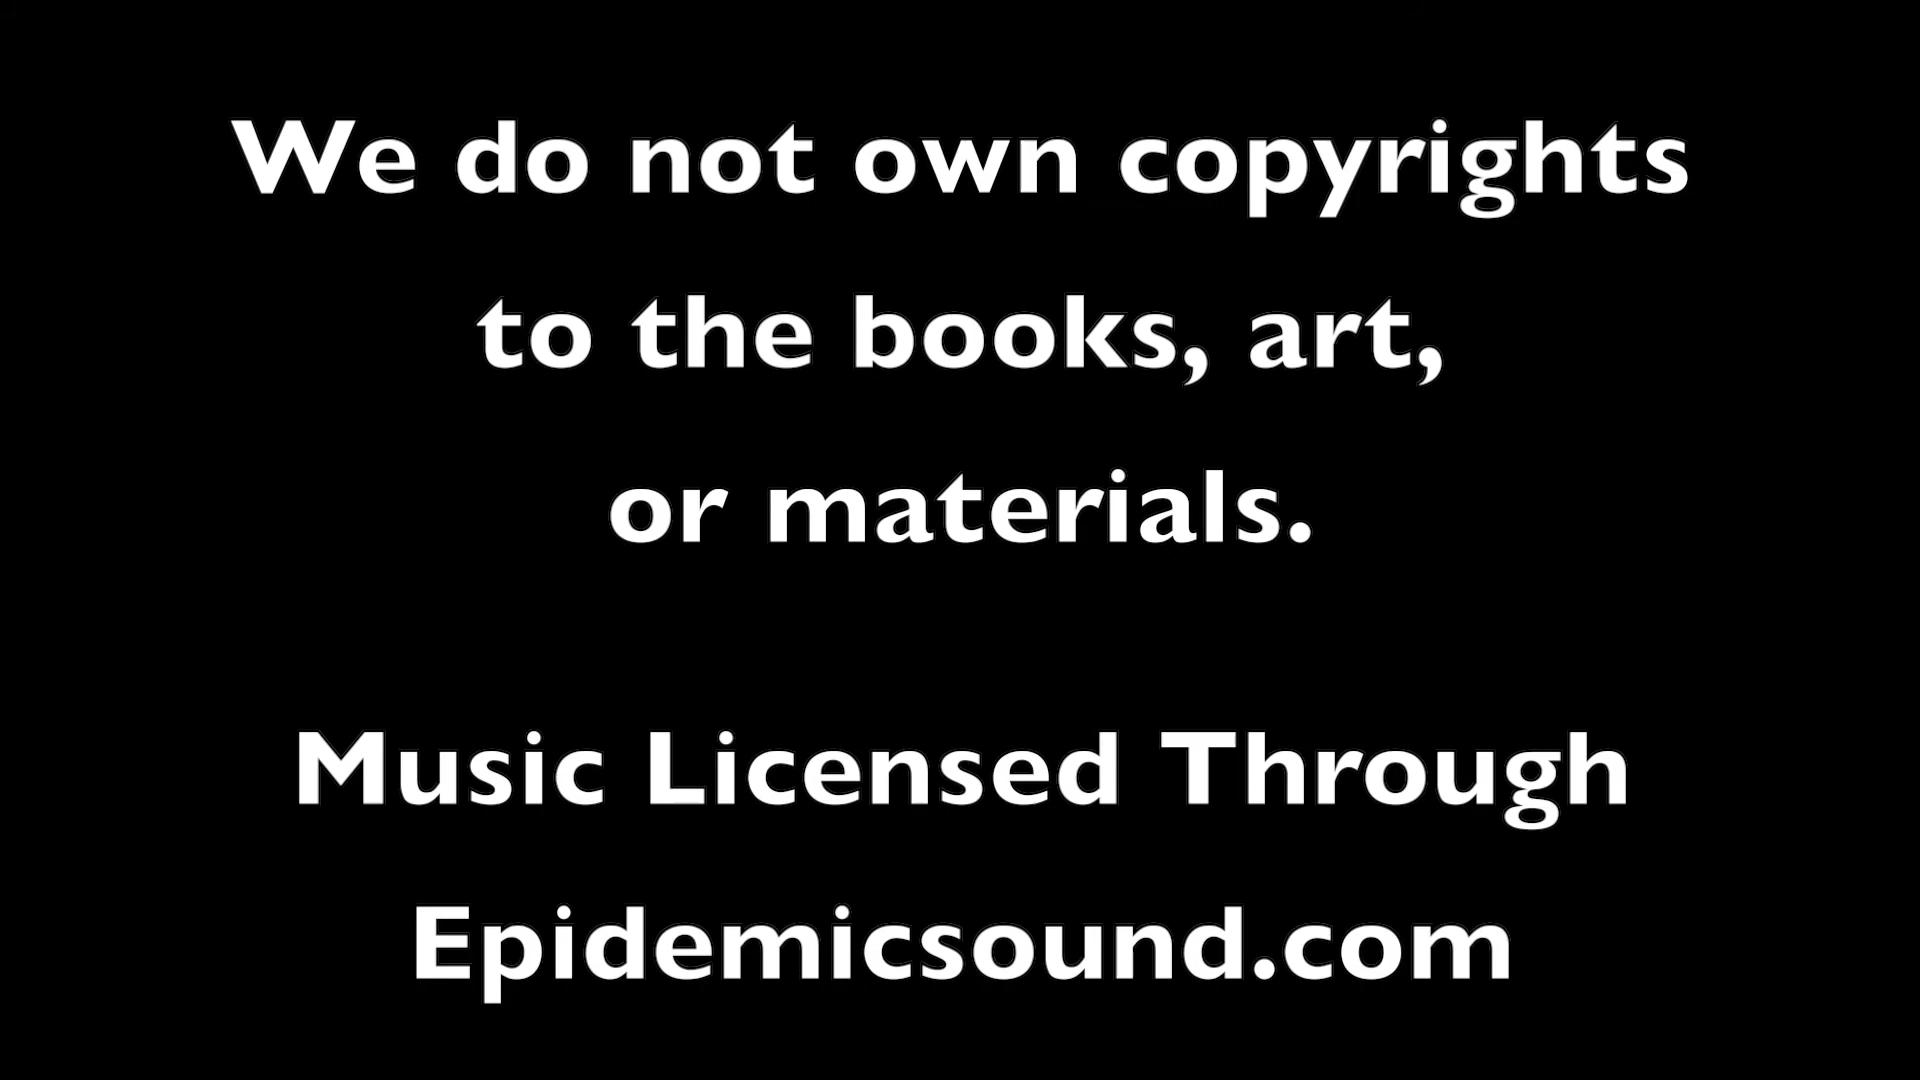 We do not own copyrights
to the books, art,
or materials.
Music Licensed Through
Epidemicsound.com